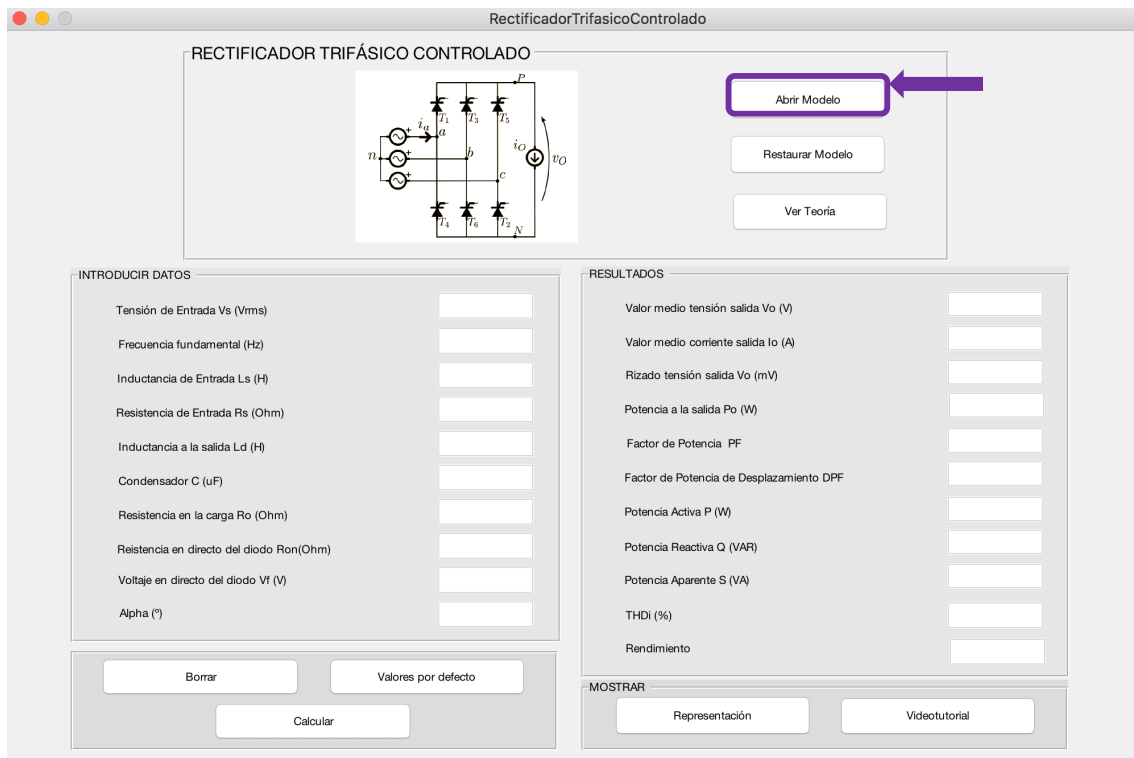 RectificadorTrifasicoControlado
RECTIFICADOR TRIFÁSICO CONTROLADO
P
T1 T3 T5
ia a
n b iO vO
c
T4 T6 T2
N
Abrir Modelo
Restaurar Modelo
Ver Teoría
INTRODUCIR DATOS
Tensión de Entrada Vs (Vrms)
Frecuencia fundamental (Hz)
Inductancia de Entrada Ls (H)
Resistencia de Entrada Rs (Ohm)
Inductancia a la salida Ld (H)
Condensador C (uF)
Resistencia en la carga Ro (Ohm)
Reistencia en directo del diodo Ron(Ohm)
Voltaje en directo del diodo Vf (V)
Alpha (º)
Borrar
Valores por defecto
Calcular
RESULTADOS
Valor medio tensión salida Vo (V)
Valor medio corriente salida Io (A)
Rizado tensión salida Vo (mV)
Potencia a la salida Po (W)
Factor de Potencia PF
Factor de Potencia de Desplazamiento DPF
Potencia Activa P (W)
Potencia Reactiva Q (VAR)
Potencia Aparente S (VA)
THDi (%)
Rendimiento
MOSTRAR
Representación
Videotutorial